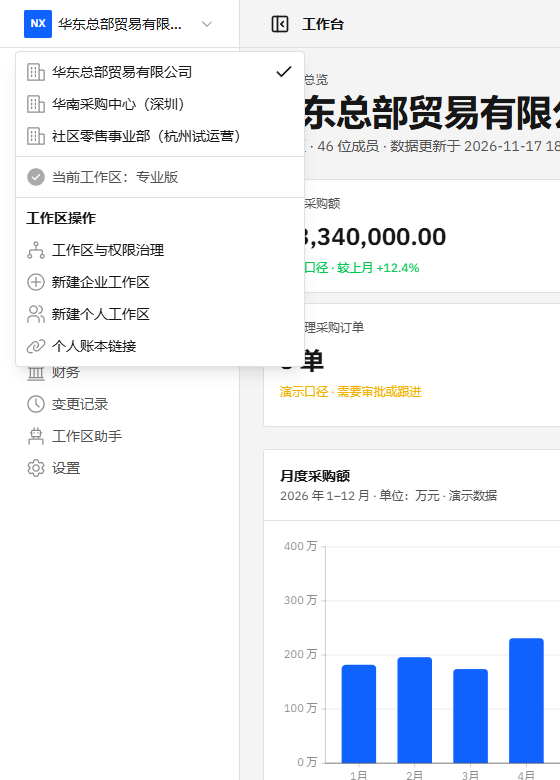 NX 华东总部贸易有限...
工作台
华东总部贸易有限公司
华南采购中心（深圳）
社区零售事业部（杭州试运营）
当前工作区：专业版
工作区操作
工作区与权限治理
新建企业工作区
新建个人工作区
个人账本链接
财务
变更记录
工作区助手
设置
总览
东总部贸易有限
· 46 位成员 · 数据更新于 2026-11-17 18
采购额
3,340,000.00
口径 · 较上月 +12.4%
理采购订单
单
演示口径 · 需要审批或跟进
月度采购额
2026 年 1–12 月 · 单位：万元 · 演示数据
400 万
300 万
200 万
100 万
0 万
1月
2月
3月
4月